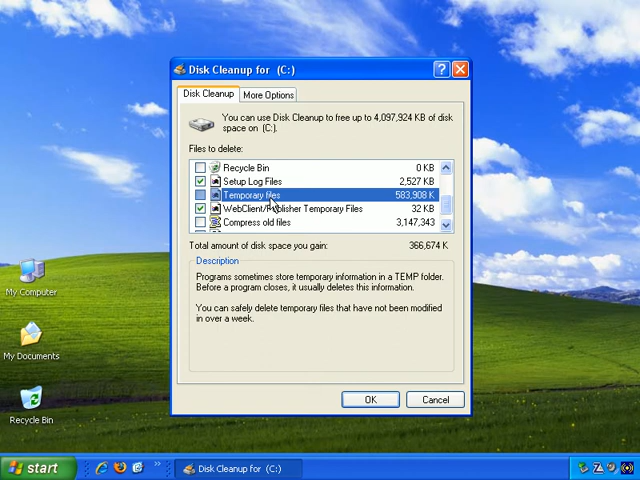 Disk Cleanup for (C:)
Disk Cleanup
More Options
You can use Disk Cleanup to free up to 4,097,924 KB of disk
space on (C:).
Files to delete:
Recycle Bin 0 KB
Setup Log Files 2,527 KB
Temporary files 583,908 K
WebClient/Publisher Temporary Files 32 KB
Compress old files 3,147,343
Total amount of disk space you gain: 366,674 K
Description
Programs sometimes store temporary information in a TEMP folder.
Before a program closes, it usually deletes this information.
You can safely delete temporary files that have not been modified
in over a week.
OK
Cancel
My Computer
My Documents
Recycle Bin
start
Disk Cleanup for (C:)